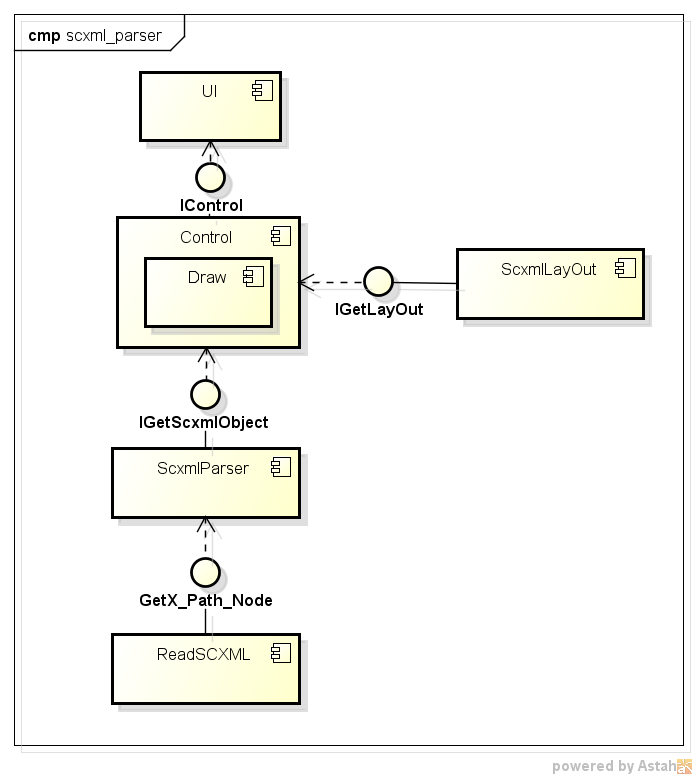 cmp scxml_parser
UI
IControl
Control
Draw
ScxmlLayOut
IGetLayOut
IGetScxmlObject
ScxmlParser
GetX_Path_Node
ReadSCXML
powered by Astah